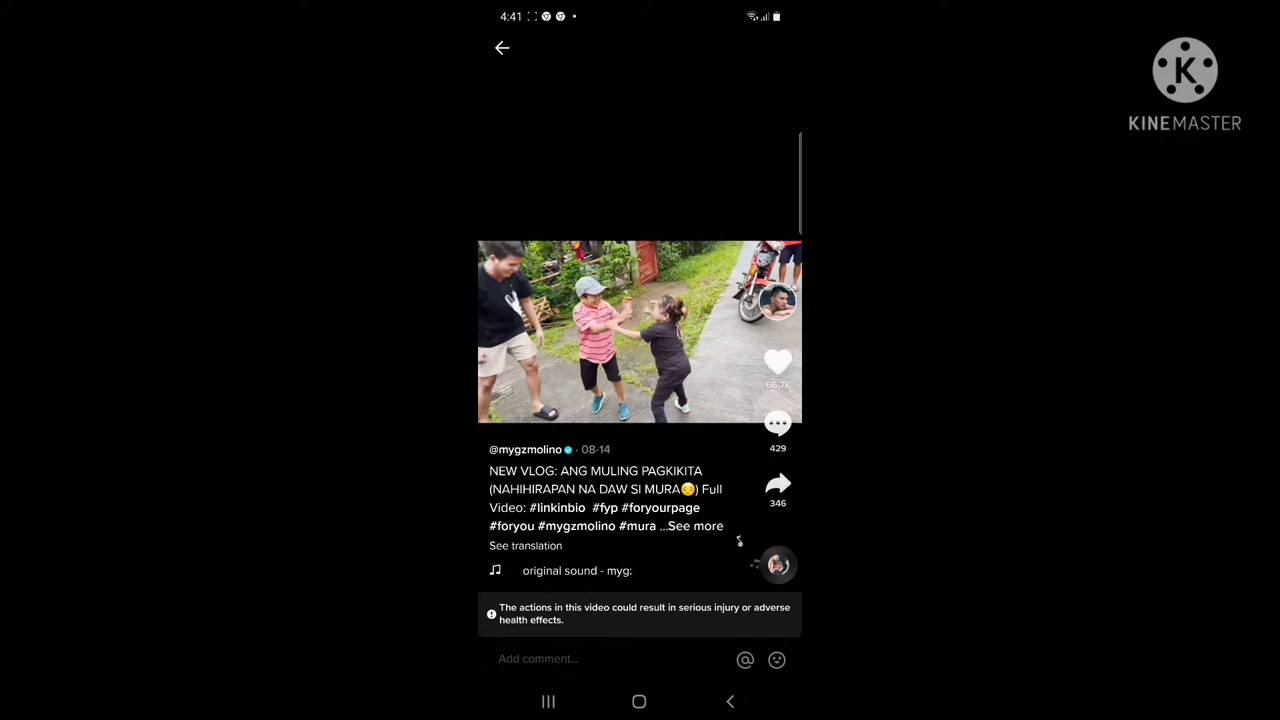 4:41
KINEMASTER
66.7K
@mygzmolino · 08-14
429
NEW VLOG: ANG MULING PAGKIKITA
(NAHIHIRAPAN NA DAW SI MURA😔) Full
Video: #linkinbio #fyp #foryourpage
#foryou #mygzmolino #mura ...See more
346
See translation
original sound - myg:
The actions in this video could result in serious injury or adverse
health effects.
Add comment...